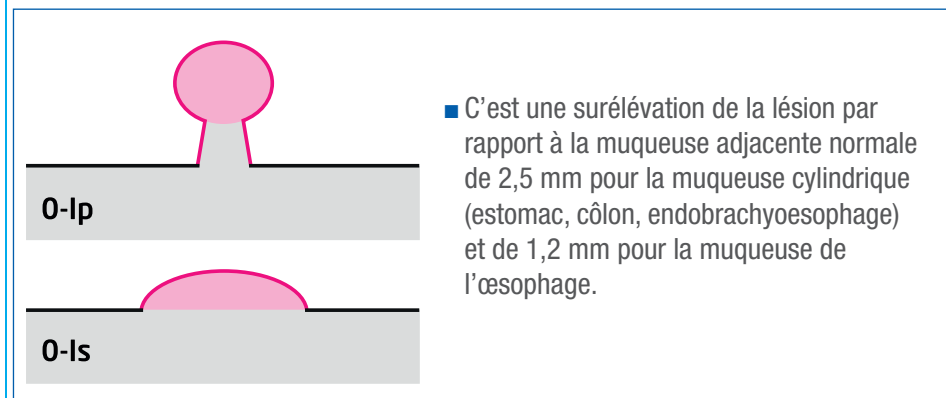 0-Ip
0-Is
■ C’est une surélévation de la lésion par
rapport à la muqueuse adjacente normale
de 2,5 mm pour la muqueuse cylindrique
(estomac, côlon, endobrachyoesophage)
et de 1,2 mm pour la muqueuse de
l’œsophage.